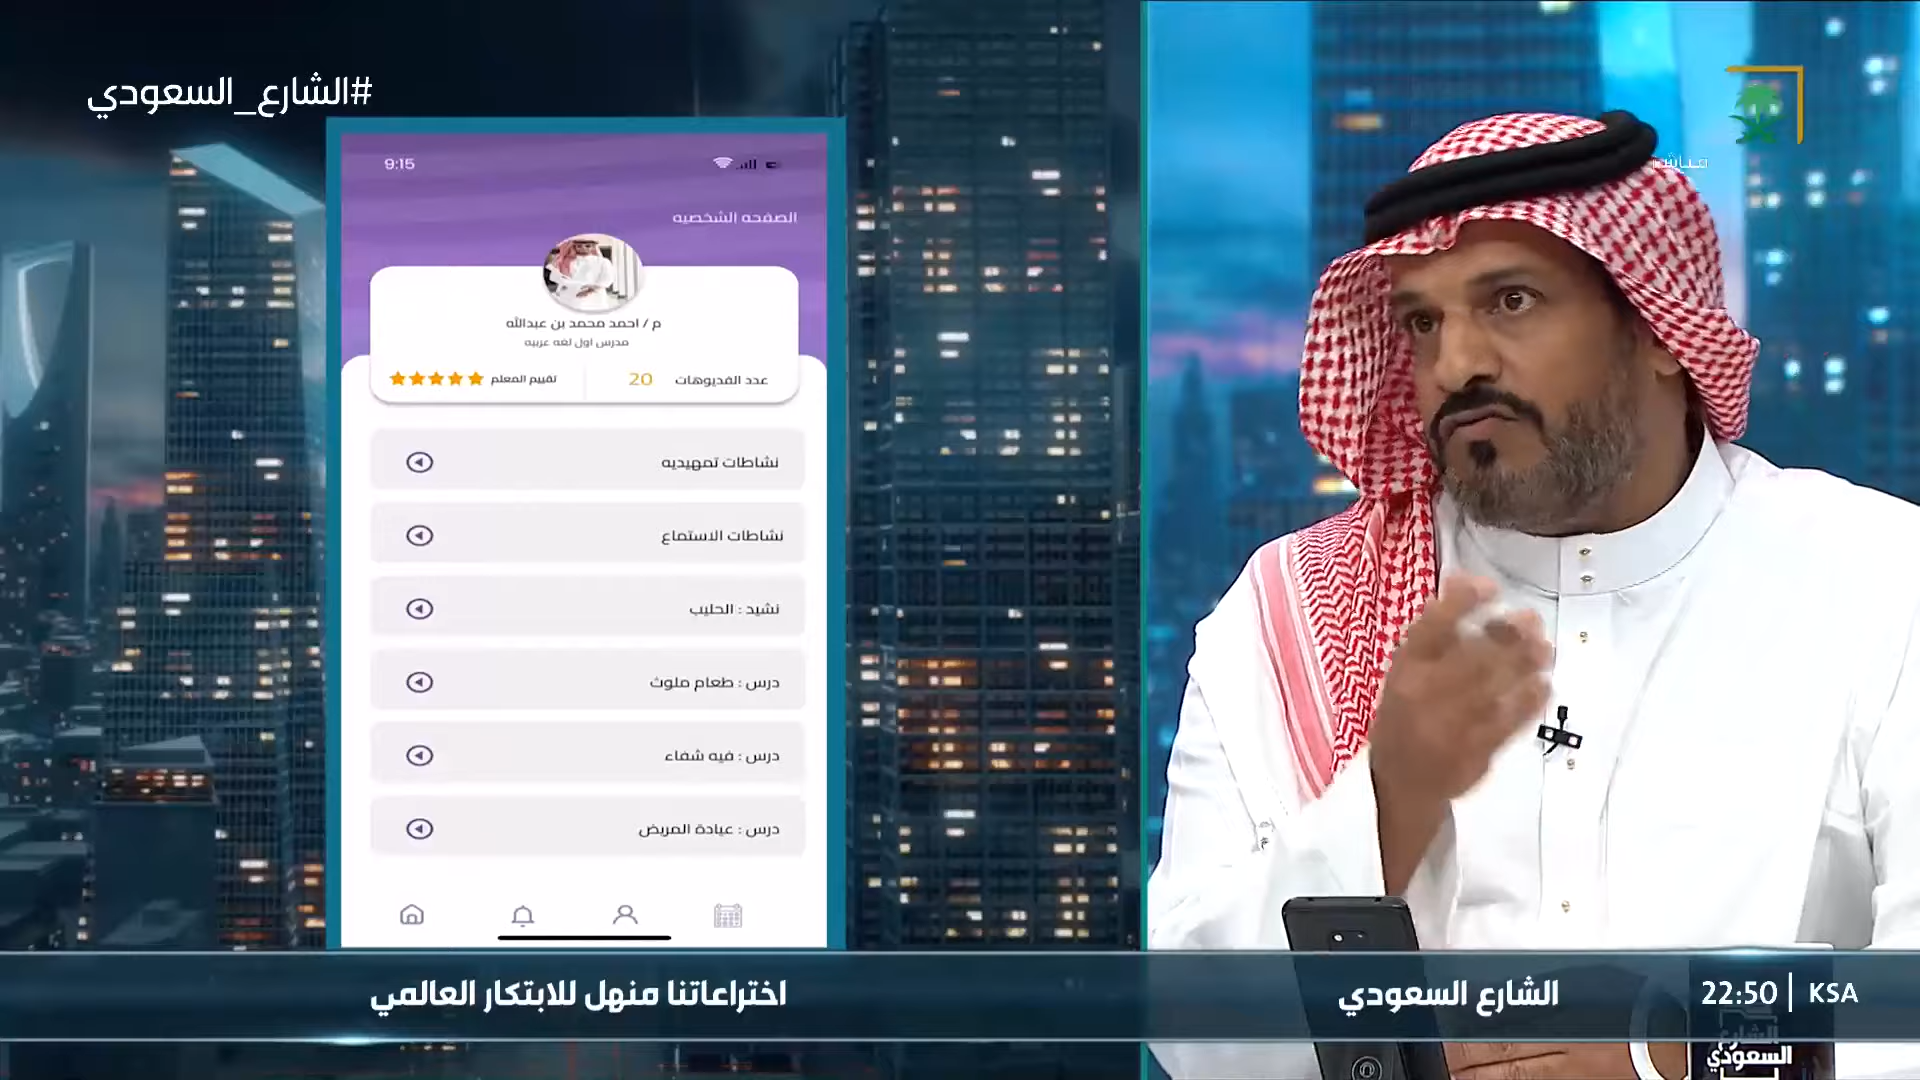 #الشارع_السعودي
مباشر
9:15
الصفحه الشخصيه
م / احمد محمد بن عبدالله
مدرس اول لغه عربيه
عدد الفديوهات 20
تقييم المعلم
نشاطات تمهيديه
نشاطات الاستماع
نشيد : الحليب
درس : طعام ملوث
درس : فيه شفاء
درس : عيادة المريض
اختراعاتنا منهل للابتكار العالمي
الشارع السعودي
22:50 | KSA
الشارع
السعودي